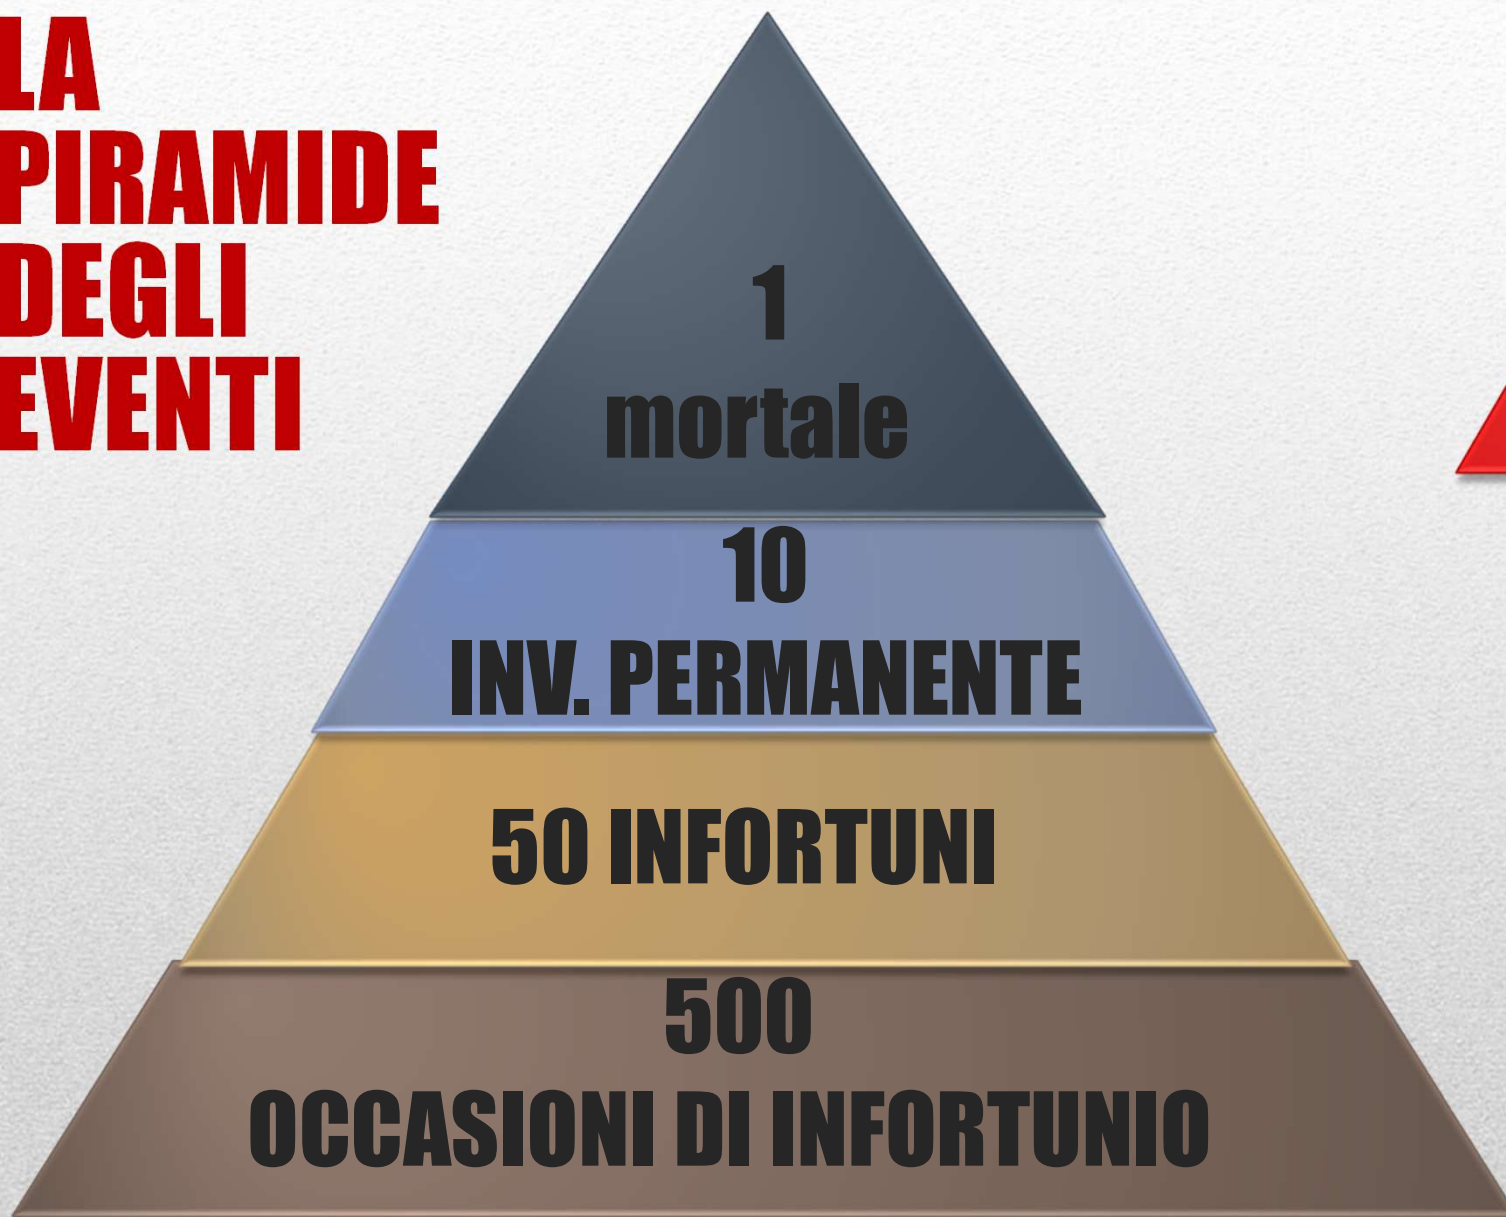 LA
PIRAMIDE
DEGLI
EVENTI
1
mortale
10
INV. PERMANENTE
50 INFORTUNI
500
OCCASIONI DI INFORTUNIO